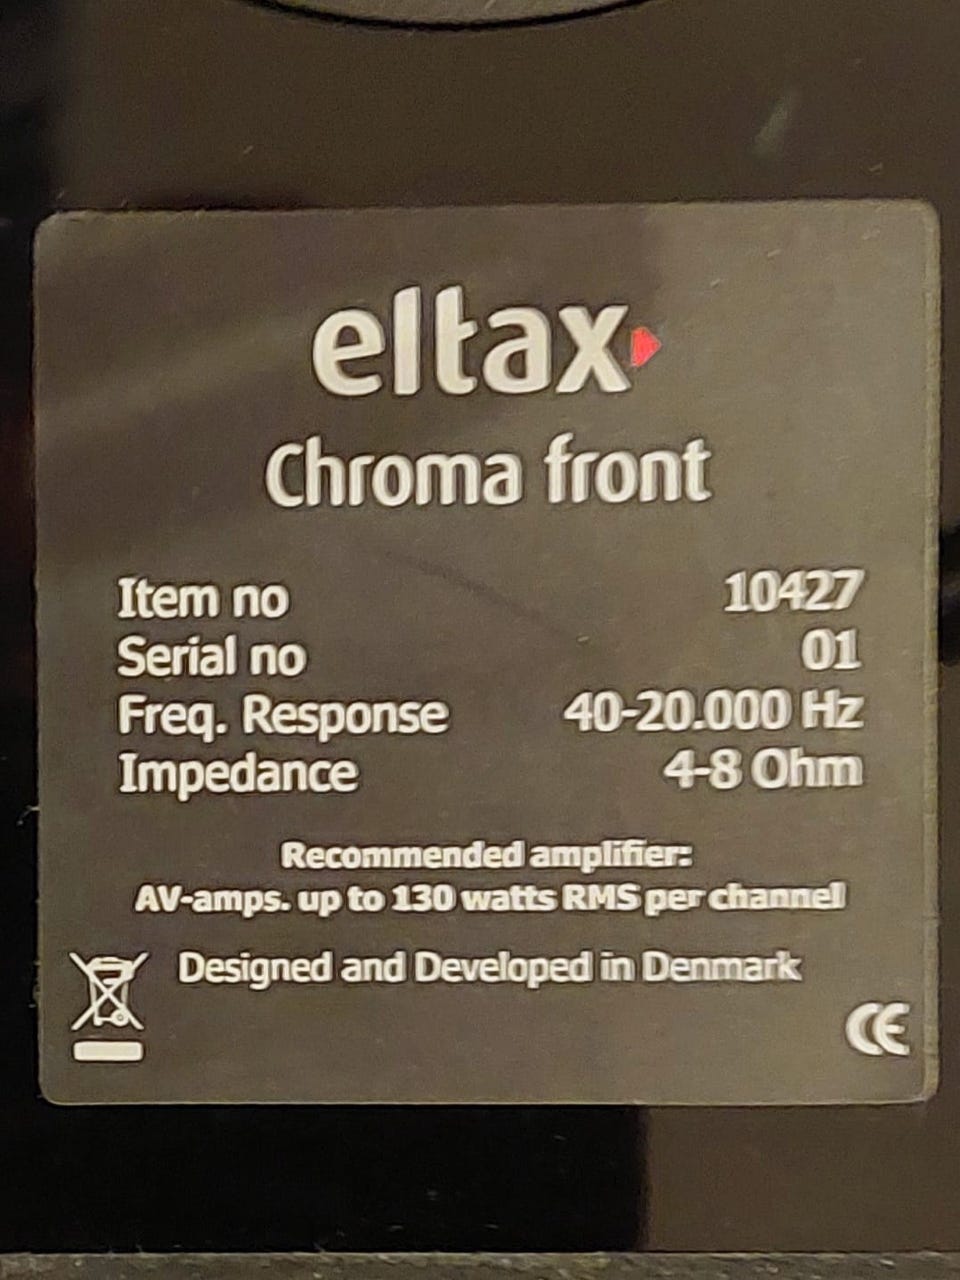 eltax
Chroma front
Item no 10427
Serial no 01
Freq. Response 40-20.000 Hz
Impedance 4-8 Ohm
Recommended amplifier:
AV-amps. up to 130 watts RMS per channel
Designed and Developed in Denmark
CE